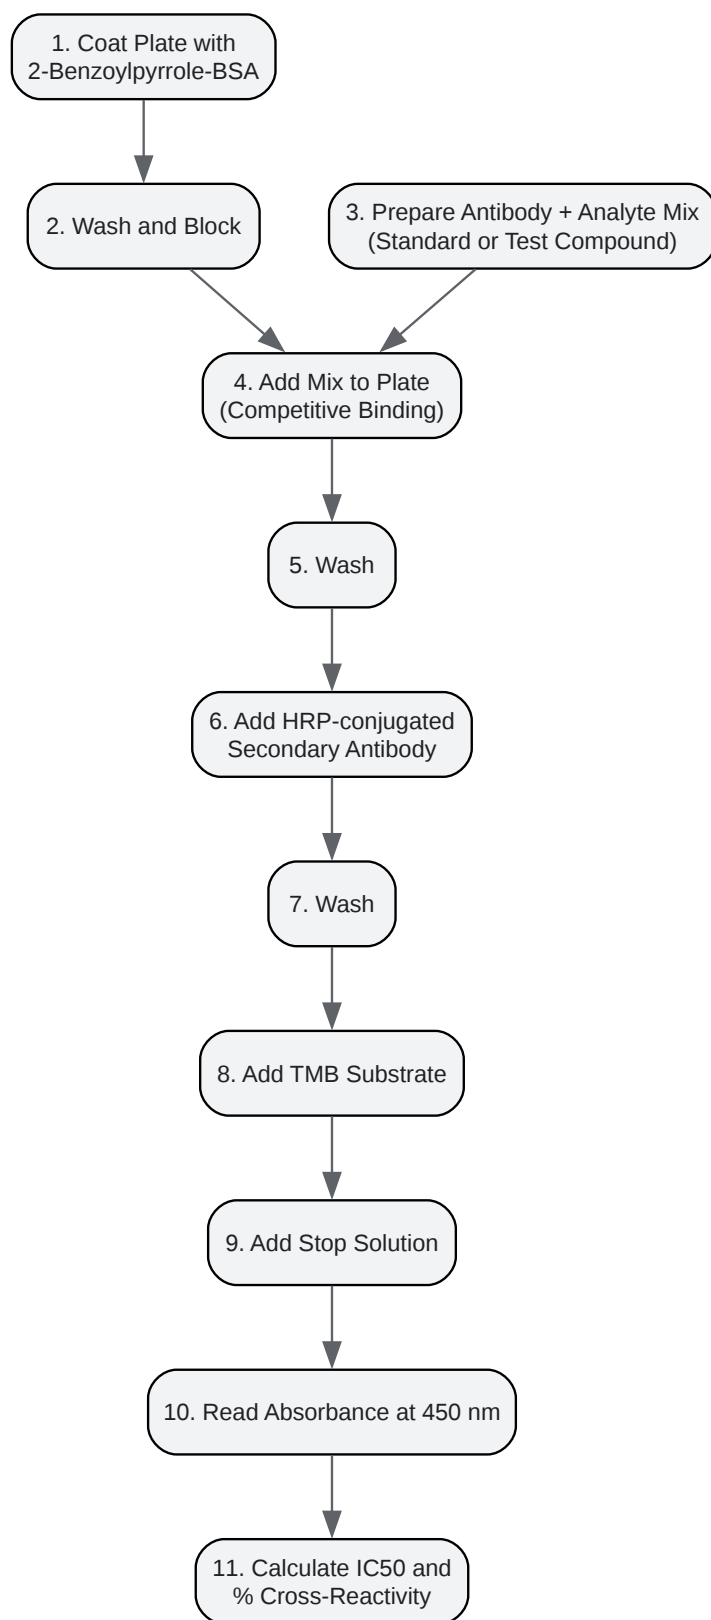 1. Coat Plate with
2-Benzoylpyrrole-BSA
2. Wash and Block
3. Prepare Antibody + Analyte Mix
(Standard or Test Compound)
4. Add Mix to Plate
(Competitive Binding)
5. Wash
6. Add HRP-conjugated
Secondary Antibody
7. Wash
8. Add TMB Substrate
9. Add Stop Solution
10. Read Absorbance at 450 nm
11. Calculate IC50 and
% Cross-Reactivity